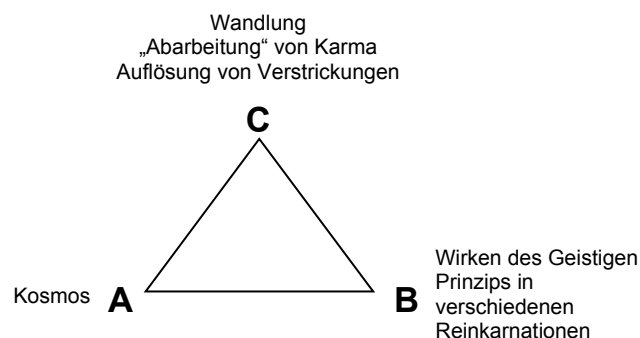 Wandlung
„Abarbeitung“ von Karma
Auflösung von Verstrickungen
C
Kosmos A
B
Wirken des Geistigen
Prinzips in
verschiedenen
Reinkarnationen